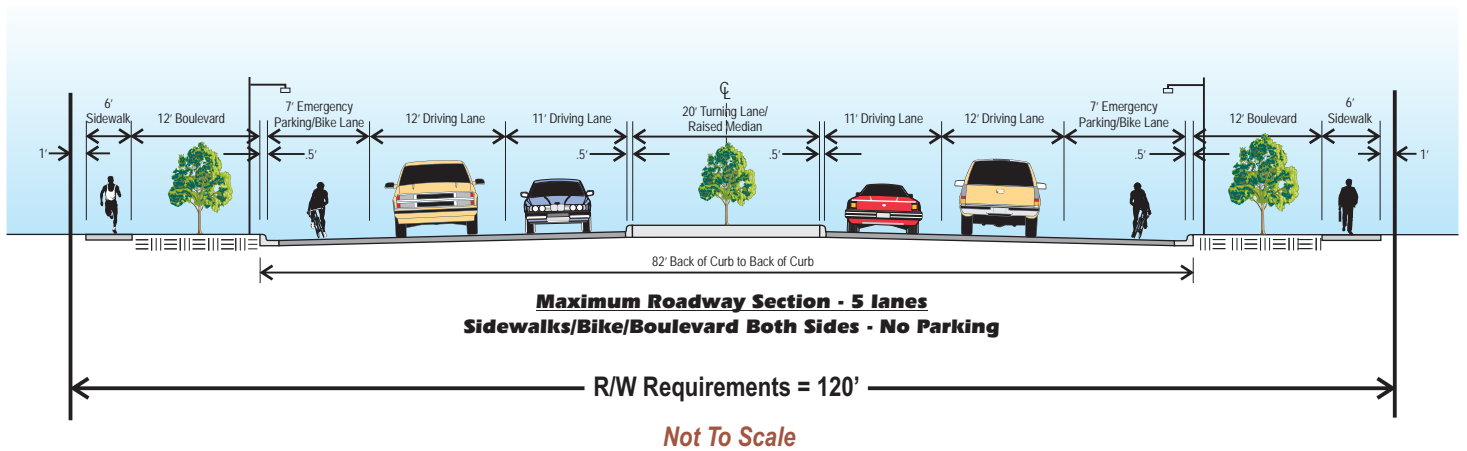 ℄
6’
Sidewalk
12’ Boulevard
7’ Emergency
Parking/Bike Lane
12’ Driving Lane
11’ Driving Lane
20’ Turning Lane/
Raised Median
11’ Driving Lane
12’ Driving Lane
7’ Emergency
Parking/Bike Lane
12’ Boulevard
6’
Sidewalk
1’
.5’
.5’
.5’
.5’
1’
82’ Back of Curb to Back of Curb
Maximum Roadway Section - 5 lanes
Sidewalks/Bike/Boulevard Both Sides - No Parking
R/W Requirements = 120’
Not To Scale